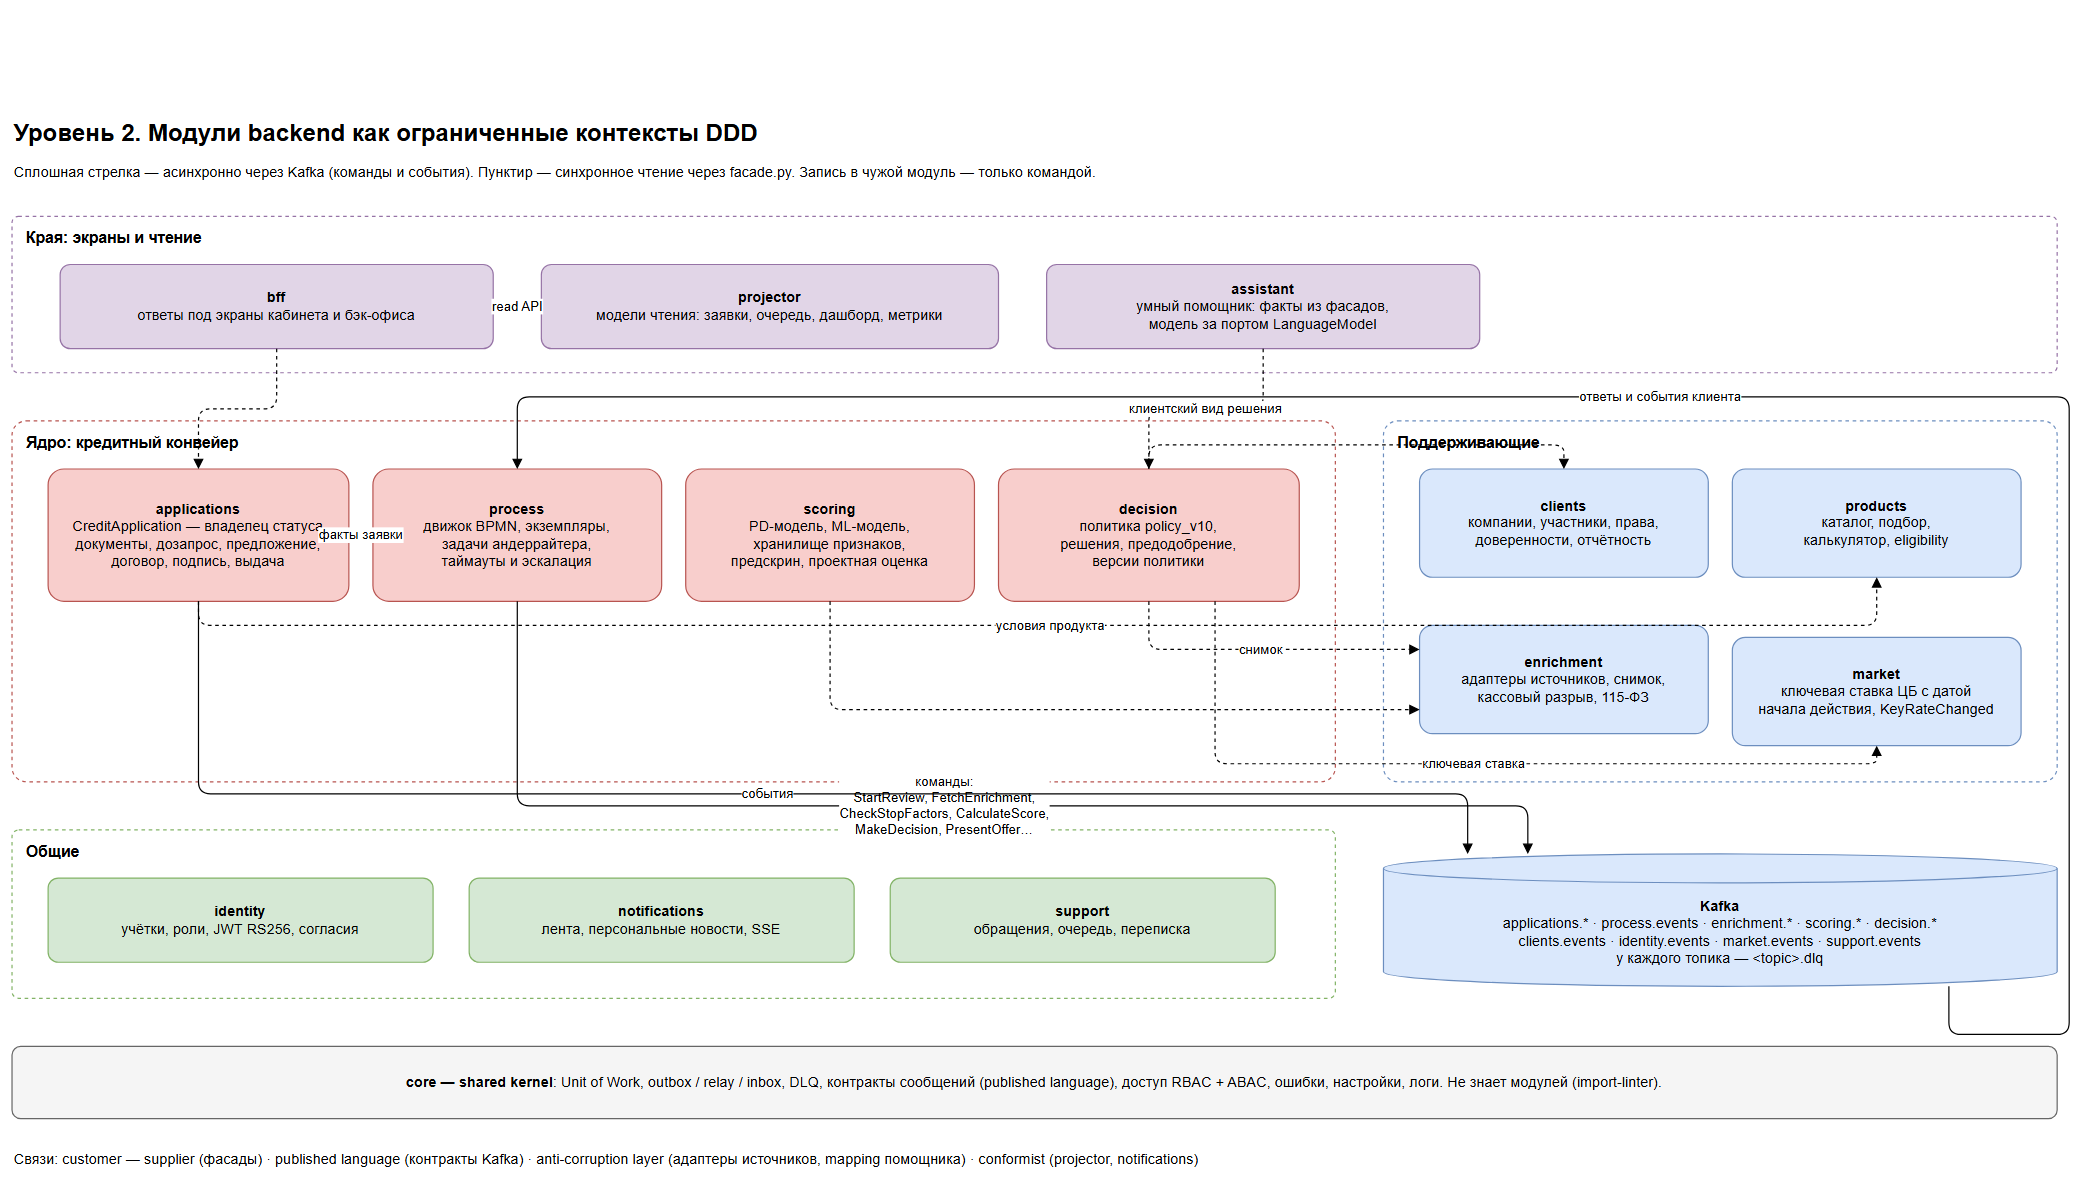 Уровень 2. Модули backend как ограниченные контексты DDD
Сплошная стрелка — асинхронно через Kafka (команды и события). Пунктир — синхронное чтение через facade.py. Запись в чужой модуль — только командой.
Края: экраны и чтение
bff
ответы под экраны кабинета и бэк-офиса
read API
projector
модели чтения: заявки, очередь, дашборд, метрики
assistant
умный помощник: факты из фасадов,
модель за портом LanguageModel
ответы и события клиента
клиентский вид решения
Ядро: кредитный конвейер
applications
CreditApplication — владелец статуса,
документы, дозапрос, предложение,
договор, подпись, выдача
факты заявки
process
движок BPMN, экземпляры,
задачи андеррайтера,
таймауты и эскалация
scoring
PD-модель, ML-модель,
хранилище признаков,
предскрин, проектная оценка
decision
политика policy_v10,
решения, предодобрение,
версии политики
Поддерживающие
clients
компании, участники, права,
доверенности, отчётность
products
каталог, подбор,
калькулятор, eligibility
условия продукта
снимок
enrichment
адаптеры источников, снимок,
кассовый разрыв, 115-ФЗ
market
ключевая ставка ЦБ с датой
начала действия, KeyRateChanged
ключевая ставка
события
команды:
StartReview, FetchEnrichment,
CheckStopFactors, CalculateScore,
MakeDecision, PresentOffer…
Общие
identity
учётки, роли, JWT RS256, согласия
notifications
лента, персональные новости, SSE
support
обращения, очередь, переписка
Kafka
applications.* · process.events · enrichment.* · scoring.* · decision.*
clients.events · identity.events · market.events · support.events
у каждого топика — <topic>.dlq
core — shared kernel: Unit of Work, outbox / relay / inbox, DLQ, контракты сообщений (published language), доступ RBAC + ABAC, ошибки, настройки, логи. Не знает модулей (import-linter).
Связи: customer — supplier (фасады) · published language (контракты Kafka) · anti-corruption layer (адаптеры источников, mapping помощника) · conformist (projector, notifications)